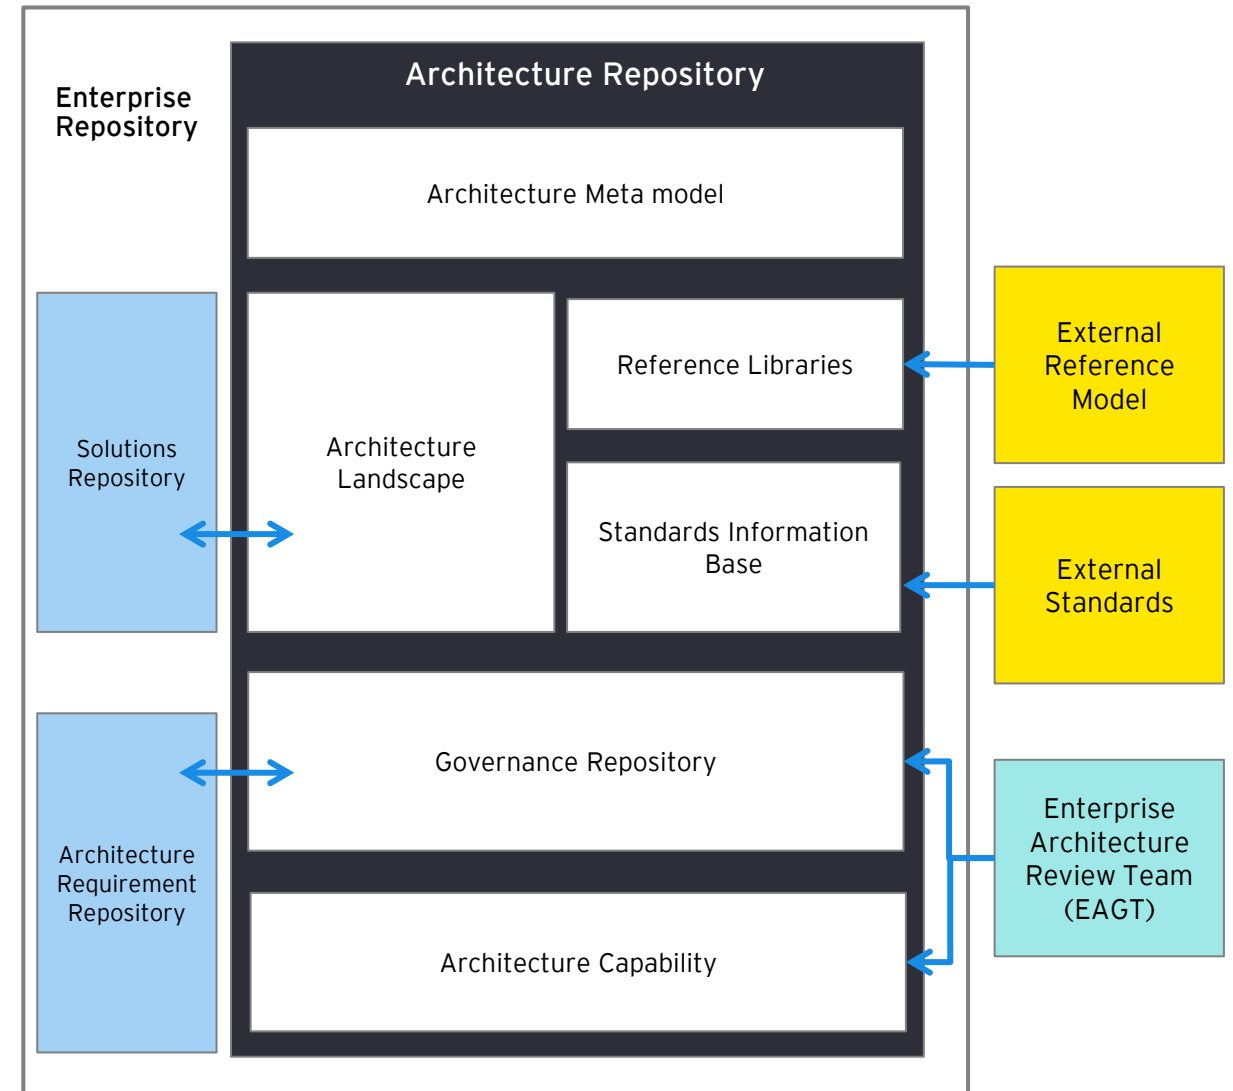 Architecture Repository
Enterprise
Repository
Architecture Meta model
Solutions
Repository
Architecture
Landscape
Reference Libraries
External
Reference
Model
Standards Information
Base
External
Standards
Governance Repository
Architecture
Requirement
Repository
Enterprise
Architecture
Review Team
(EAGT)
Architecture Capability